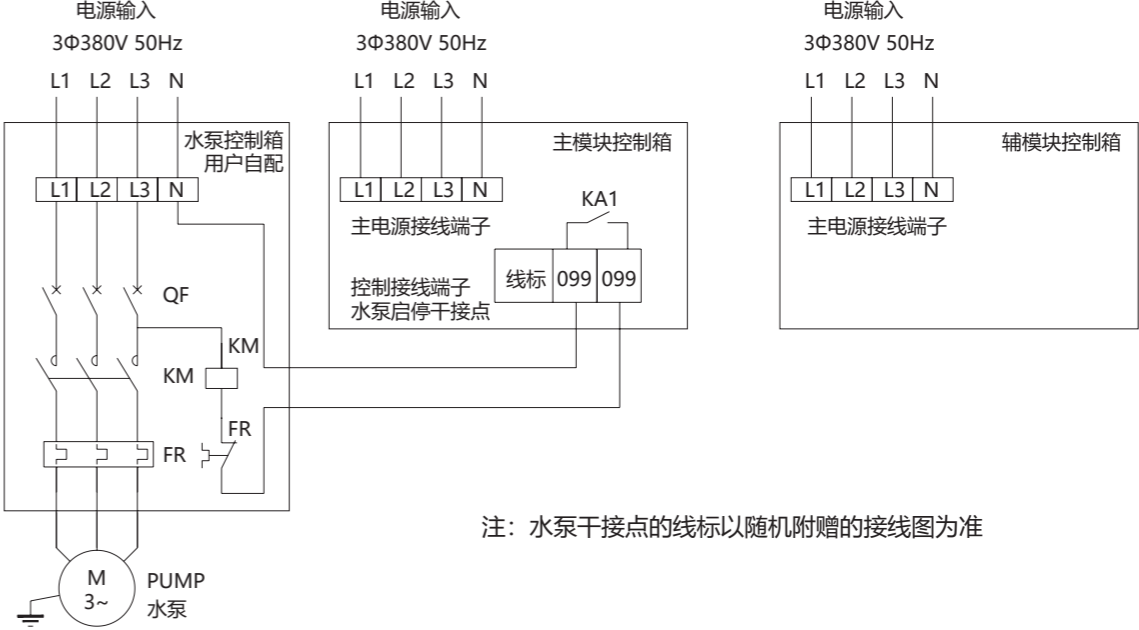 电源输入
3Φ380V 50Hz
L1 L2 L3 N
水泵控制箱
用户自配
L1 L2 L3 N
QF
KM
KM
FR
FR
M
3~
PUMP
水泵
电源输入
3Φ380V 50Hz
L1 L2 L3 N
主模块控制箱
L1 L2 L3 N
主电源接线端子
KA1
线标 099 099
控制接线端子
水泵启停干接点
电源输入
3Φ380V 50Hz
L1 L2 L3 N
辅模块控制箱
L1 L2 L3 N
主电源接线端子
注：水泵干接点的线标以随机附赠的接线图为准